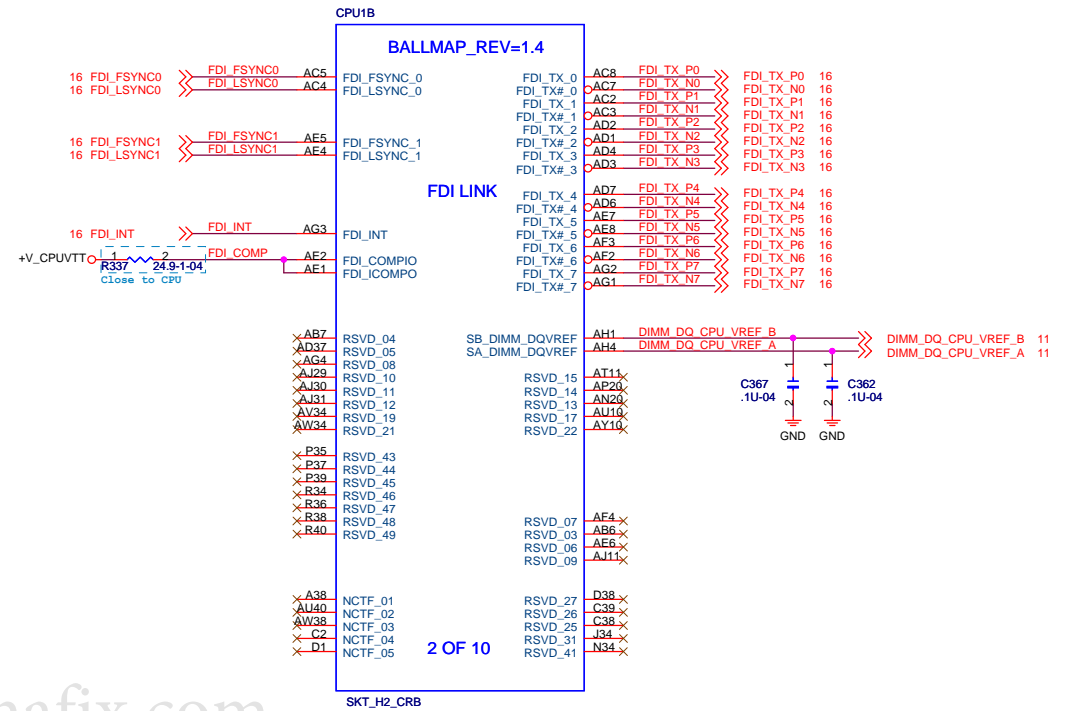 CPU1B
BALLMAP_REV=1.4
16 FDI_FSYNC0 FDI_FSYNC0 AC5 FDI_FSYNC_0
16 FDI_LSYNC0 FDI_LSYNC0 AC4 FDI_LSYNC_0
16 FDI_FSYNC1 FDI_FSYNC1 AE5 FDI_FSYNC_1
16 FDI_LSYNC1 FDI_LSYNC1 AE4 FDI_LSYNC_1
FDI LINK
16 FDI_INT FDI_INT AG3 FDI_INT
+V_CPUVTT 1 2 FDI_COMP AE2 FDI_COMPIO
R337 24.9-1-04 AE1 FDI_ICOMPO
Close to CPU
FDI_TX_0 AC8 FDI_TX_P0 FDI_TX_P0 16
FDI_TX#_0 AC7 FDI_TX_N0 FDI_TX_N0 16
FDI_TX_1 AC2 FDI_TX_P1 FDI_TX_P1 16
FDI_TX#_1 AC3 FDI_TX_N1 FDI_TX_N1 16
FDI_TX_2 AD2 FDI_TX_P2 FDI_TX_P2 16
FDI_TX#_2 AD1 FDI_TX_N2 FDI_TX_N2 16
FDI_TX_3 AD4 FDI_TX_P3 FDI_TX_P3 16
FDI_TX#_3 AD3 FDI_TX_N3 FDI_TX_N3 16
FDI_TX_4 AD7 FDI_TX_P4 FDI_TX_P4 16
FDI_TX#_4 AD6 FDI_TX_N4 FDI_TX_N4 16
FDI_TX_5 AE7 FDI_TX_P5 FDI_TX_P5 16
FDI_TX#_5 AE8 FDI_TX_N5 FDI_TX_N5 16
FDI_TX_6 AF3 FDI_TX_P6 FDI_TX_P6 16
FDI_TX#_6 AF2 FDI_TX_N6 FDI_TX_N6 16
FDI_TX_7 AG2 FDI_TX_P7 FDI_TX_P7 16
FDI_TX#_7 AG1 FDI_TX_N7 FDI_TX_N7 16
AB7 RSVD_04
AD37 RSVD_05
AG4 RSVD_08
AJ29 RSVD_10
AJ30 RSVD_11
AJ31 RSVD_12
AV34 RSVD_19
AW34 RSVD_21
P35 RSVD_43
P37 RSVD_44
P39 RSVD_45
R34 RSVD_46
R36 RSVD_47
R38 RSVD_48
R40 RSVD_49
A38 NCTF_01
AU40 NCTF_02
AW38 NCTF_03
C2 NCTF_04
D1 NCTF_05
SB_DIMM_DQVREF AH1 DIMM_DQ_CPU_VREF_B DIMM_DQ_CPU_VREF_B 11
SA_DIMM_DQVREF AH4 DIMM_DQ_CPU_VREF_A DIMM_DQ_CPU_VREF_A 11
1 C367 .1U-04 2 GND
1 C362 .1U-04 2 GND
RSVD_15 AT11
RSVD_14 AP20
RSVD_13 AN20
RSVD_17 AU10
RSVD_22 AY10
RSVD_07 AF4
RSVD_03 AB6
RSVD_06 AE6
RSVD_09 AJ11
RSVD_27 D38
RSVD_26 C39
RSVD_25 C38
RSVD_31 J34
RSVD_41 N34
2 OF 10
SKT_H2_CRB